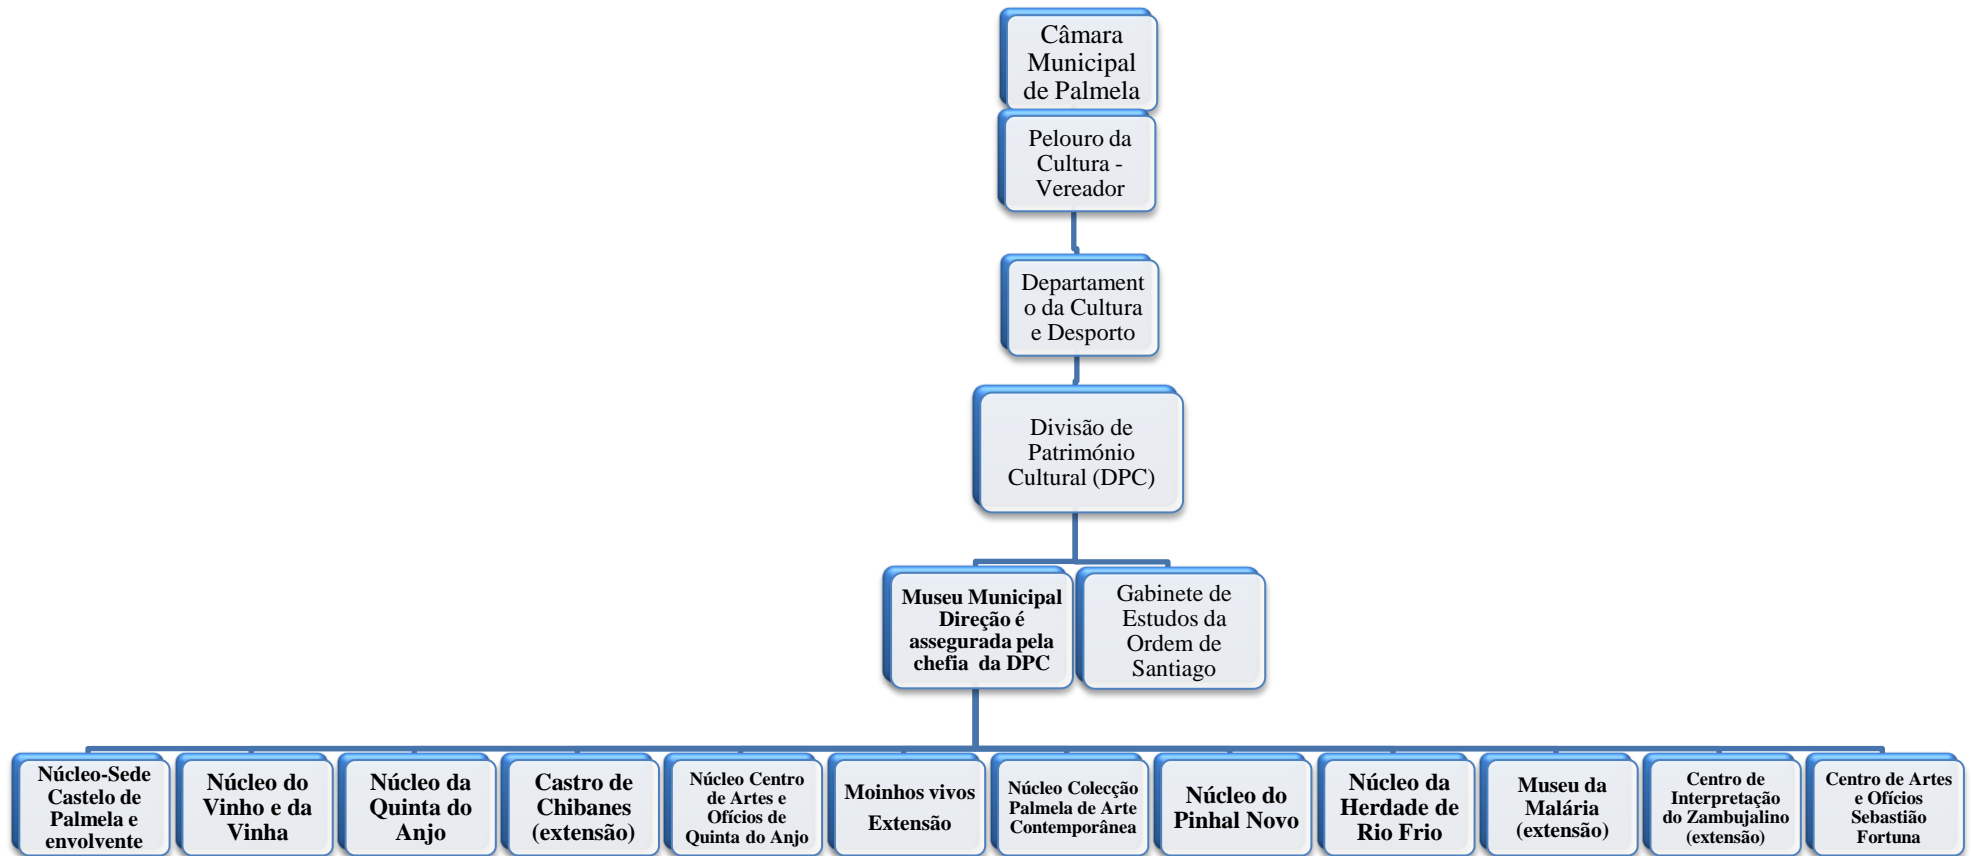 Câmara
Municipal
de Palmela
Pelouro da
Cultura -
Vereador
Departament
o da Cultura
e Desporto
Divisão de
Património
Cultural (DPC)
Museu Municipal
Direção é
assegurada pela
chefia da DPC
Gabinete de
Estudos da
Ordem de
Santiago
Núcleo-Sede
Castelo de
Palmela e
envolvente
Núcleo do
Vinho e da
Vinha
Núcleo da
Quinta do
Anjo
Castro de
Chibanes
(extensão)
Núcleo Centro
de Artes e
Ofícios de
Quinta do Anjo
Moinhos vivos
Extensão
Núcleo Colecção
Palmela de Arte
Contemporânea
Núcleo do
Pinhal Novo
Núcleo da
Herdade de
Rio Frio
Museu da
Malária
(extensão)
Centro de
Interpretação
do Zambujalino
(extensão)
Centro de Artes
e Ofícios
Sebastião
Fortuna